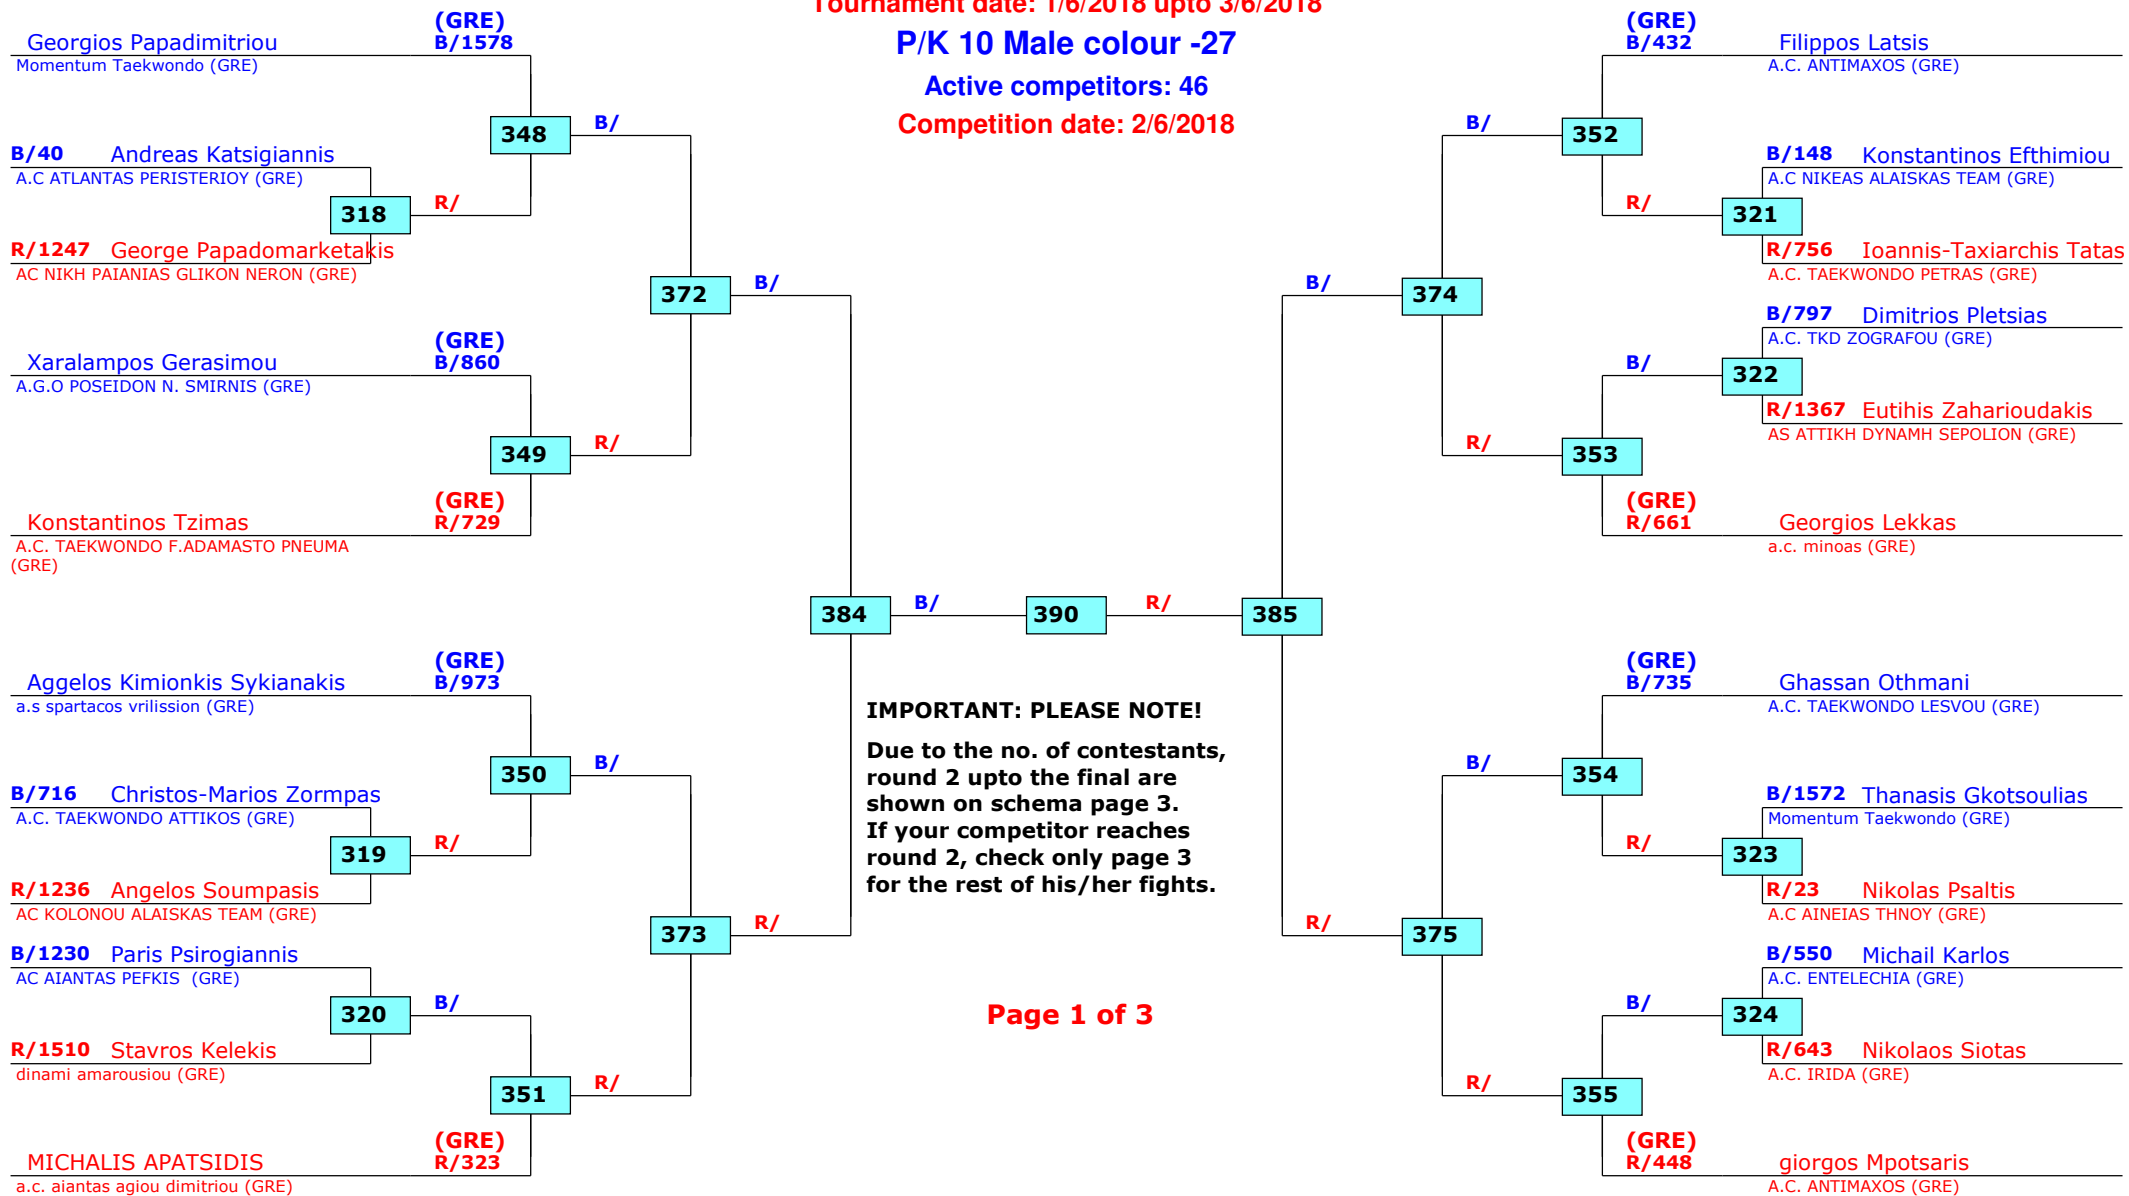 Tournament date: 1/6/2018 upto 3/6/2018
P/K 10 Male colour -27
Active competitors: 46
Competition date: 2/6/2018
(GRE)
Georgios Papadimitriou B/1578
Momentum Taekwondo (GRE)
348 B/
B/40 Andreas Katsigiannis
A.C ATLANTAS PERISTERIOY (GRE)
318 R/
R/1247 George Papadomarketakis
AC NIKH PAIANIAS GLIKON NERON (GRE)
372 B/
(GRE)
Xaralampos Gerasimou B/860
A.G.O POSEIDON N. SMIRNIS (GRE)
349 R/
(GRE)
Konstantinos Tzimas R/729
A.C. TAEKWONDO F.ADAMASTO PNEUMA
(GRE)
384 B/ 390 R/ 385
(GRE)
Aggelos Kimionkis Sykianakis B/973
a.s spartacos vrilission (GRE)
350 B/
B/716 Christos-Marios Zormpas
A.C. TAEKWONDO ATTIKOS (GRE)
319 R/
R/1236 Angelos Soumpasis
AC KOLONOU ALAISKAS TEAM (GRE)
373 R/
B/1230 Paris Psirogiannis
AC AIANTAS PEFKIS (GRE)
320 B/
R/1510 Stavros Kelekis
dinami amarousiou (GRE)
351 R/
(GRE)
MICHALIS APATSIDIS R/323
a.c. aiantas agiou dimitriou (GRE)
IMPORTANT: PLEASE NOTE!
Due to the no. of contestants,
round 2 upto the final are
shown on schema page 3.
If your competitor reaches
round 2, check only page 3
for the rest of his/her fights.
Page 1 of 3
(GRE)
B/432 Filippos Latsis
A.C. ANTIMAXOS (GRE)
B/ 352
B/148 Konstantinos Efthimiou
A.C NIKEAS ALAISKAS TEAM (GRE)
R/ 321
R/756 Ioannis-Taxiarchis Tatas
A.C. TAEKWONDO PETRAS (GRE)
B/ 374
B/797 Dimitrios Pletsias
A.C. TKD ZOGRAFOU (GRE)
B/ 322
R/1367 Eutihis Zaharioudakis
AS ATTIKH DYNAMH SEPOLION (GRE)
R/ 353
(GRE)
R/661 Georgios Lekkas
a.c. minoas (GRE)
(GRE)
B/735 Ghassan Othmani
A.C. TAEKWONDO LESVOU (GRE)
B/ 354
B/1572 Thanasis Gkotsoulias
Momentum Taekwondo (GRE)
R/ 323
R/23 Nikolas Psaltis
A.C AINEIAS THNOY (GRE)
R/ 375
B/550 Michail Karlos
A.C. ENTELECHIA (GRE)
B/ 324
R/643 Nikolaos Siotas
A.C. IRIDA (GRE)
R/ 355
(GRE)
R/448 giorgos Mpotsaris
A.C. ANTIMAXOS (GRE)